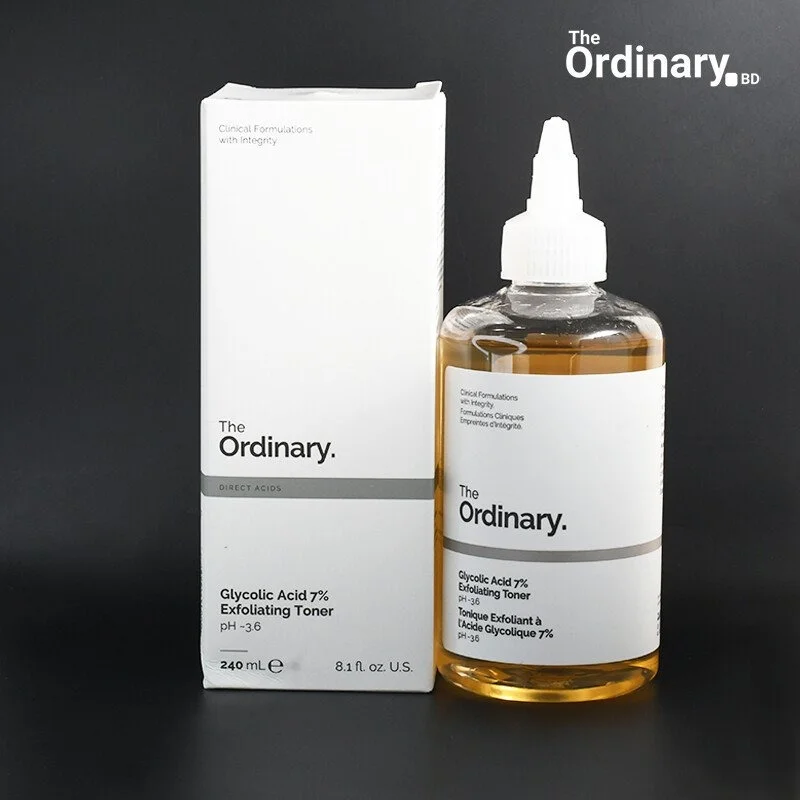 The
Ordinary.
BD
Clinical Formulations
with Integrity
The
Ordinary.
DIRECT ACIDS
Glycolic Acid 7%
Exfoliating Toner
pH ~3.6
240 mL ℮
8.1 fl. oz. U.S.
Clinical Formulations
with Integrity.
Formulations Cliniques
Empreintes d'Intégrité.
The
Ordinary.
Glycolic Acid 7%
Exfoliating Toner
pH ~3.6
Tonique Exfoliant à
l'Acide Glycolique 7%
pH ~3.6